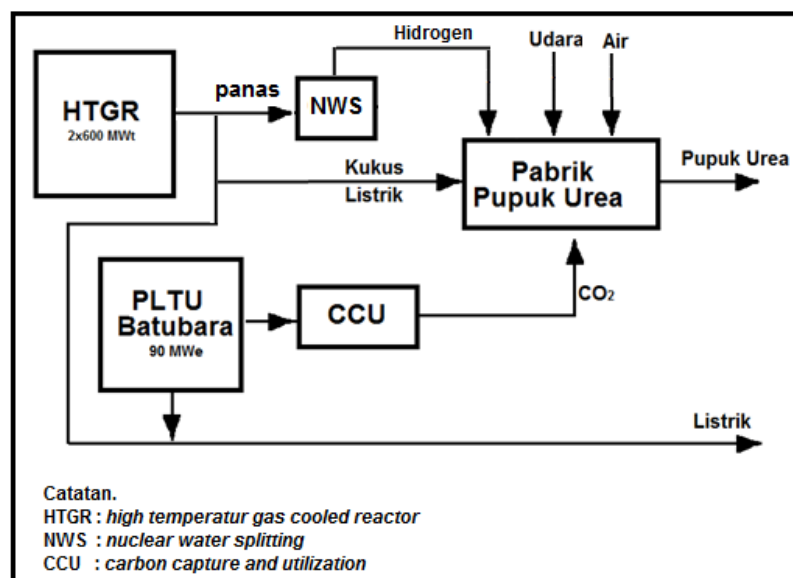 Hidrogen
Udara
Air
HTGR
2x600 MWt
panas
NWS
Kukus
Listrik
Pabrik
Pupuk Urea
Pupuk Urea
PLTU
Batubara
90 MWe
CCU
CO₂
Listrik
Catatan.
HTGR : high temperatur gas cooled reactor
NWS : nuclear water splitting
CCU : carbon capture and utilization